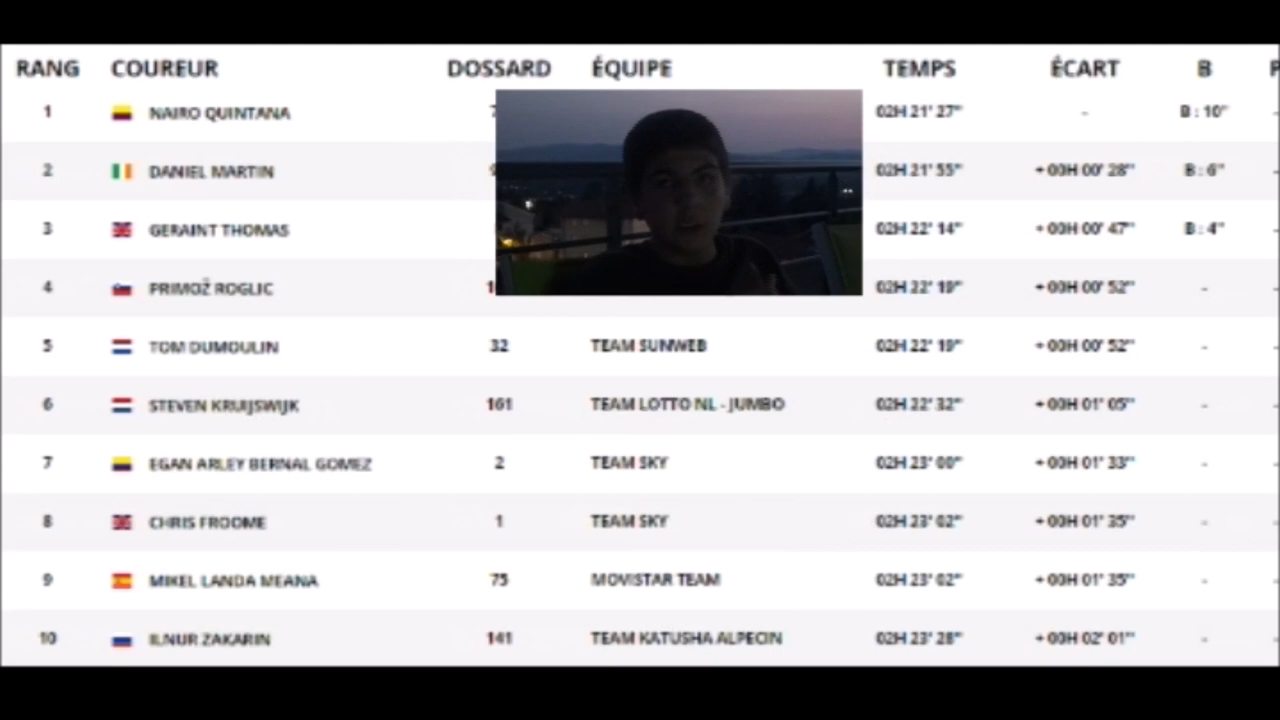 RANG COUREUR DOSSARD ÉQUIPE TEMPS ÉCART B
1 NAIRO QUINTANA 02H 21' 27'' - B : 10''
2 DANIEL MARTIN 02H 21' 55'' + 00H 00' 28'' B : 6''
3 GERAINT THOMAS 02H 22' 14'' + 00H 00' 47'' B : 4''
4 PRIMOŽ ROGLIC 02H 22' 19'' + 00H 00' 52'' -
5 TOM DUMOULIN 32 TEAM SUNWEB 02H 22' 19'' + 00H 00' 52'' -
6 STEVEN KRUIJSWIJK 161 TEAM LOTTO NL - JUMBO 02H 22' 32'' + 00H 01' 05'' -
7 EGAN ARLEY BERNAL GOMEZ 2 TEAM SKY 02H 23' 00'' + 00H 01' 33'' -
8 CHRIS FROOME 1 TEAM SKY 02H 23' 02'' + 00H 01' 35'' -
9 MIKEL LANDA MEANA 75 MOVISTAR TEAM 02H 23' 02'' + 00H 01' 35'' -
10 ILNUR ZAKARIN 141 TEAM KATUSHA ALPECIN 02H 23' 28'' + 00H 02' 01'' -